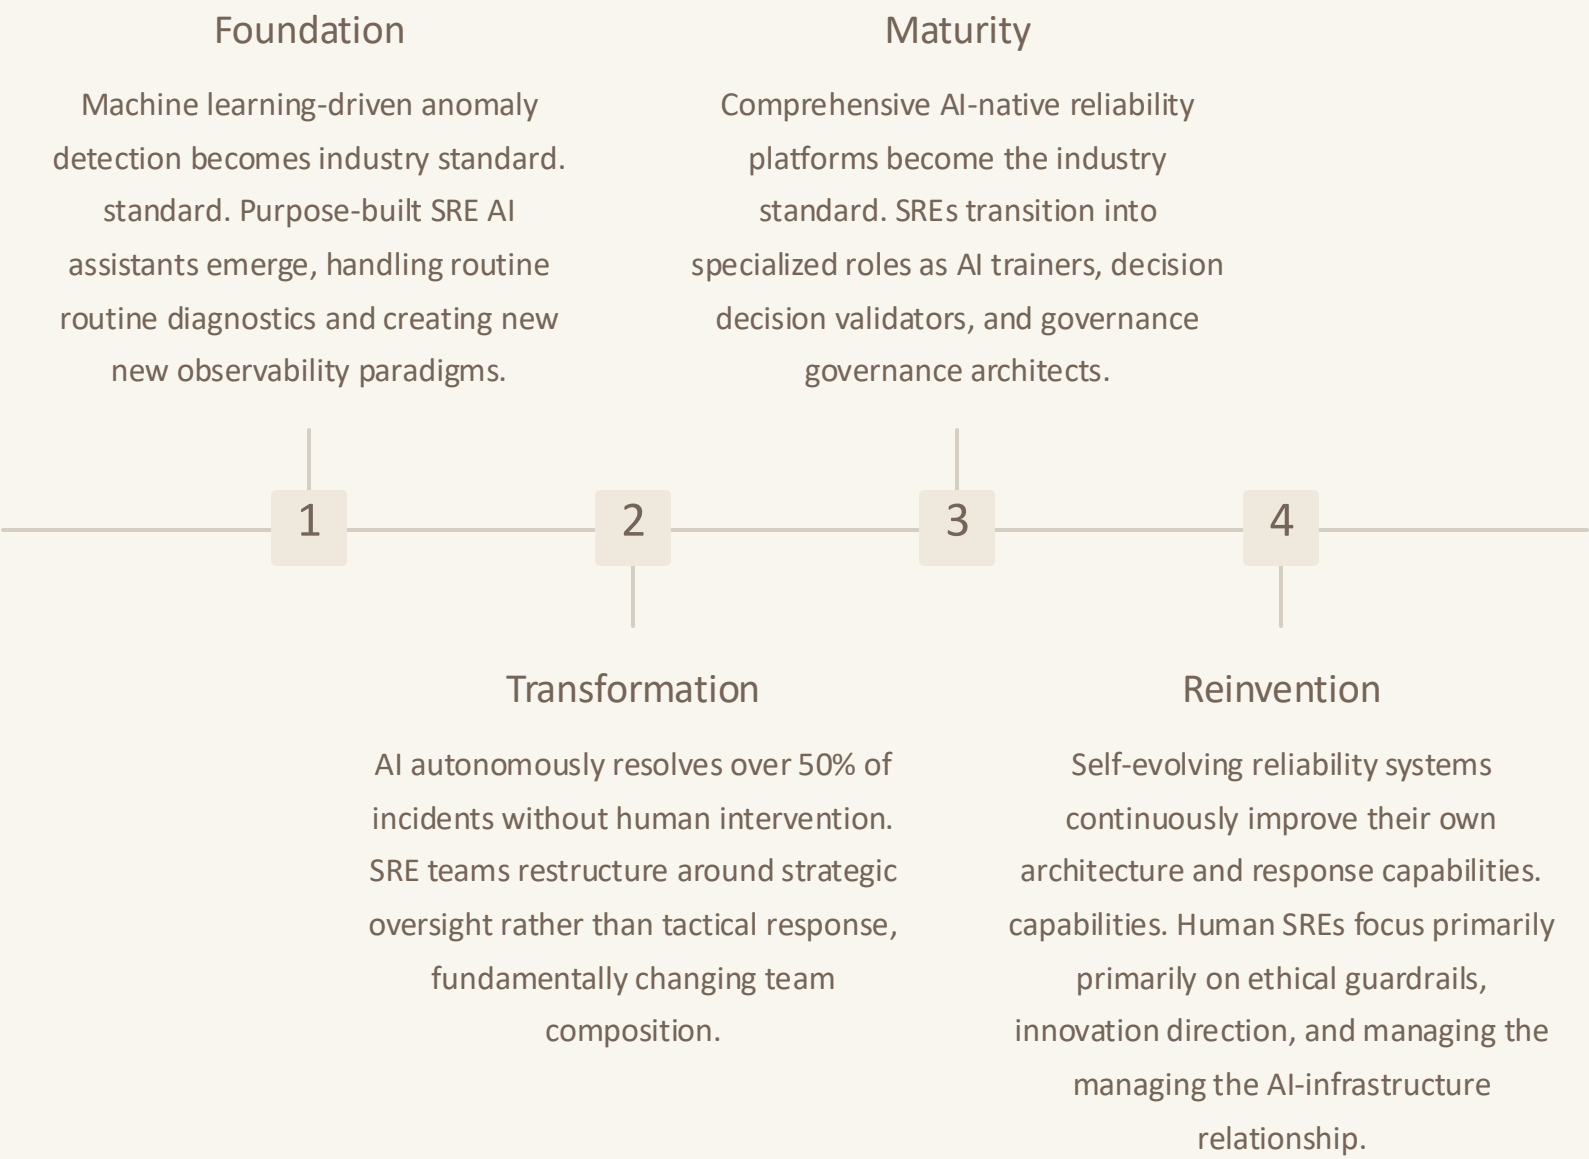 Foundation
Machine learning-driven anomaly
detection becomes industry standard.
standard. Purpose-built SRE AI
assistants emerge, handling routine
routine diagnostics and creating new
new observability paradigms.
Maturity
Comprehensive AI-native reliability
platforms become the industry
standard. SREs transition into
specialized roles as AI trainers, decision
decision validators, and governance
governance architects.
1
2
3
4
Transformation
AI autonomously resolves over 50% of
incidents without human intervention.
SRE teams restructure around strategic
oversight rather than tactical response,
fundamentally changing team
composition.
Reinvention
Self-evolving reliability systems
continuously improve their own
architecture and response capabilities.
capabilities. Human SREs focus primarily
primarily on ethical guardrails,
innovation direction, and managing the
managing the AI-infrastructure
relationship.